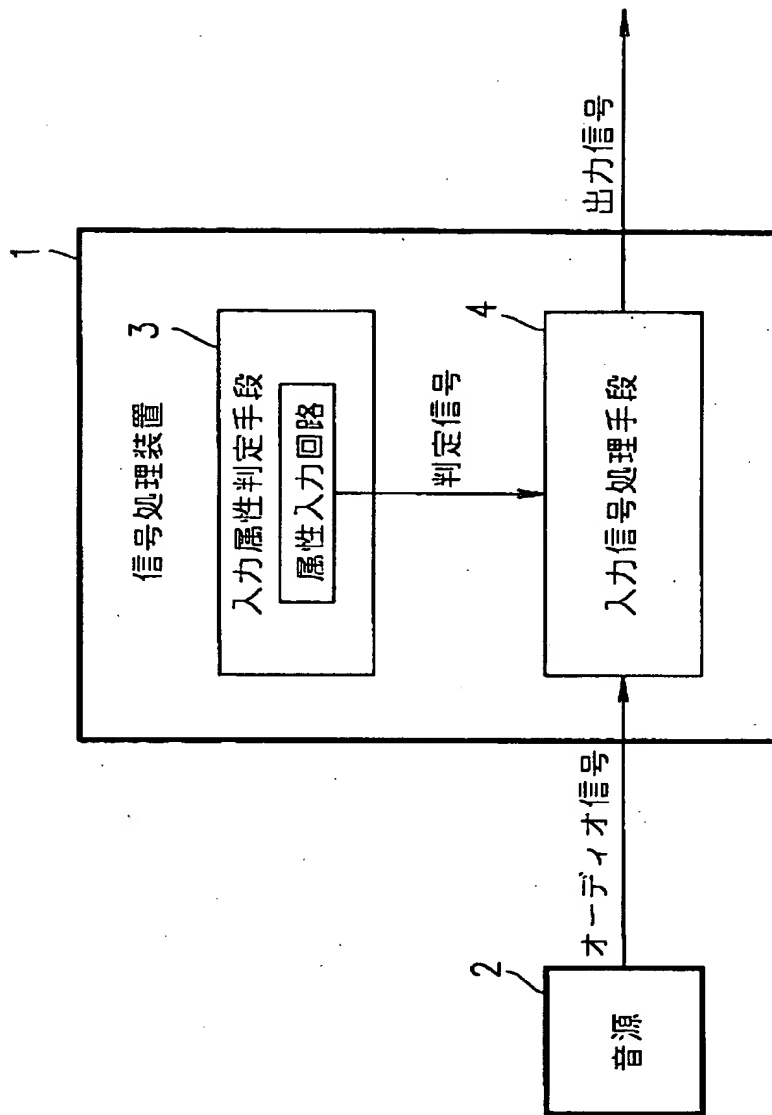 1
信号処理装置
3
入力属性判定手段
属性入力回路
判定信号
4
入力信号処理手段
2
音源
オーディオ信号
出力信号